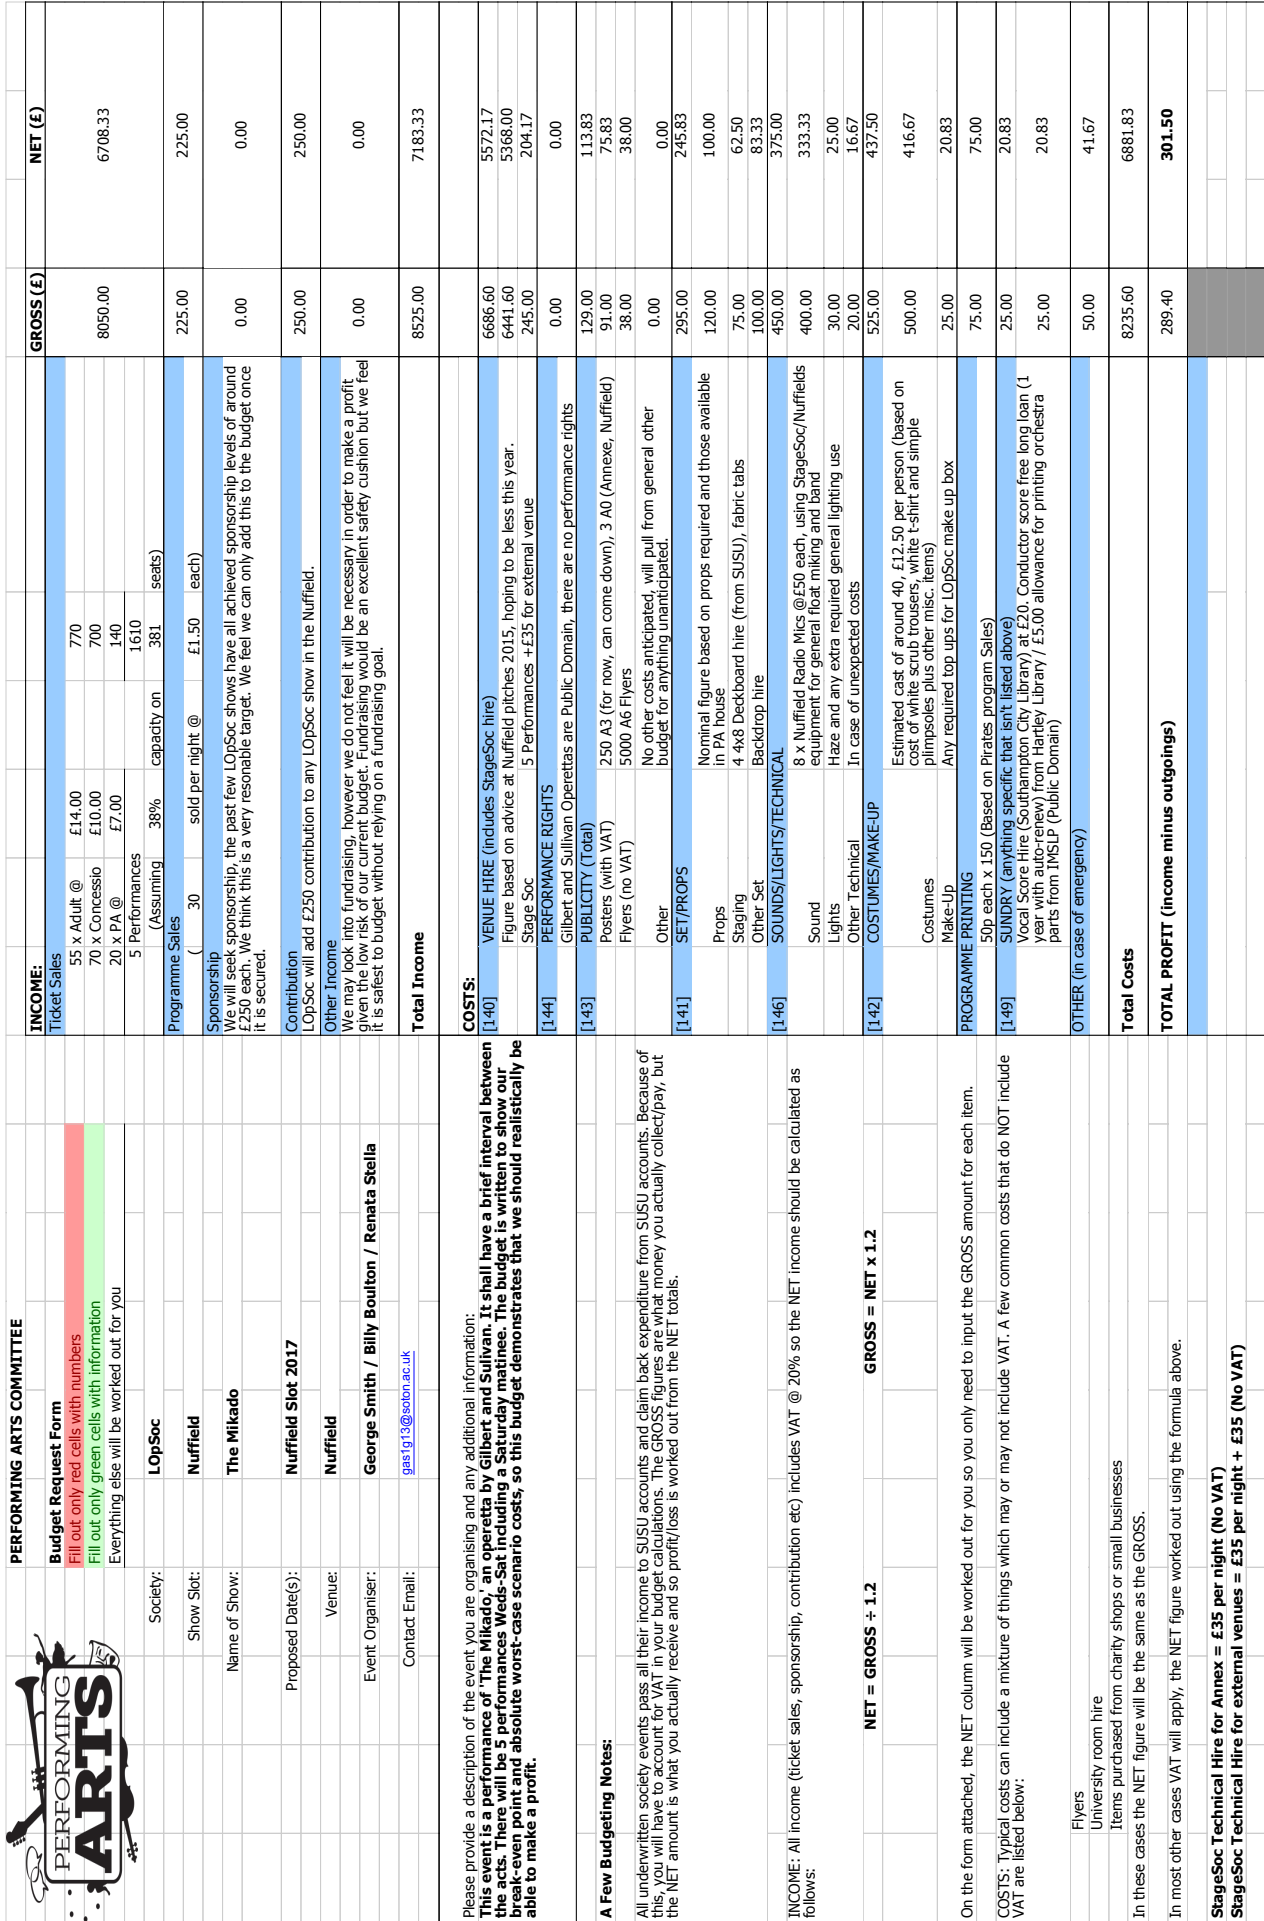 PERFORMING
ARTS
PERFORMING ARTS COMMITTEE
Budget Request Form
Fill out only red cells with numbers
Fill out only green cells with information
Everything else will be worked out for you
Society: LOpSoc
Show Slot: Nuffield
Name of Show: The Mikado
Proposed Date(s): Nuffield Slot 2017
Venue: Nuffield
Event Organiser: George Smith / Billy Boulton / Renata Stella
Contact Email: gas1g13@soton.ac.uk
Please provide a description of the event you are organising and any additional information:
This event is a performance of 'The Mikado,' an operetta by Gilbert and Sulivan. It shall have a brief interval between
the acts. There will be 5 performances Weds-Sat including a Saturday matinee. The budget is written to show our
break-even point and absolute worst-case scenario costs, so this budget demonstrates that we should realistically be
able to make a profit.
A Few Budgeting Notes:
All underwritten society events pass all their income to SUSU accounts and claim back expenditure from SUSU accounts. Because of
this, you will have to account for VAT in your budget calculations. The GROSS figures are what money you actually collect/pay, but
the NET amount is what you actually receive and so profit/loss is worked out from the NET totals.
INCOME: All income (ticket sales, sponsorship, contribution etc) includes VAT @ 20% so the NET income should be calculated as
follows:
NET = GROSS ÷ 1.2 GROSS = NET x 1.2
On the form attached, the NET column will be worked out for you so you only need to input the GROSS amount for each item.
COSTS: Typical costs can include a mixture of things which may or may not include VAT. A few common costs that do NOT include
VAT are listed below:
Flyers
University room hire
Items purchased from charity shops or small businesses
In these cases the NET figure will be the same as the GROSS.
In most other cases VAT will apply, the NET figure worked out using the formula above.
StageSoc Technical Hire for Annex = £35 per night (No VAT)
StageSoc Technical Hire for external venues = £35 per night + £35 (No VAT)
INCOME: GROSS (£) NET (£)
Ticket Sales
55 x Adult @ £14.00 770
70 x Concessio £10.00 700
20 x PA @ £7.00 140
8050.00 6708.33
5 Performances 1610
(Assuming 38% capacity on 381 seats)
Programme Sales
( 30 sold per night @ £1.50 each) 225.00 225.00
Sponsorship
We will seek sponsorship, the past few LOpSoc shows have all achieved sponsorship levels of around
£250 each. We think this is a very resonable target. We feel we can only add this to the budget once
it is secured.
0.00 0.00
Contribution
LOpSoc will add £250 contribution to any LOpSoc show in the Nuffield. 250.00 250.00
Other Income
We may look into fundraising, however we do not feel it will be necessary in order to make a profit
given the low risk of our current budget. Fundraising would be an excellent safety cushion but we feel
it is safest to budget without relying on a fundraising goal.
0.00 0.00
Total Income 8525.00 7183.33
COSTS:
[140] VENUE HIRE (includes StageSoc hire) 6686.60 5572.17
Figure based on advice at Nuffield pitches 2015, hoping to be less this year. 6441.60 5368.00
Stage Soc 5 Performances +£35 for external venue 245.00 204.17
[144] PERFORMANCE RIGHTS
Gilbert and Sullivan Operettas are Public Domain, there are no performance rights 0.00 0.00
[143] PUBLICITY (Total) 129.00 113.83
Posters (with VAT) 250 A3 (for now, can come down), 3 A0 (Annexe, Nuffield) 91.00 75.83
Flyers (no VAT) 5000 A6 Flyers 38.00 38.00
Other No other costs anticipated, will pull from general other
budget for anything unanticipated.
0.00 0.00
[141] SET/PROPS 295.00 245.83
Props Nominal figure based on props required and those available
in PA house
120.00 100.00
Staging 4 4x8 Deckboard hire (from SUSU), fabric tabs) 75.00 62.50
Other Set Backdrop hire 100.00 83.33
[146] SOUNDS/LIGHTS/TECHNICAL 450.00 375.00
Sound 8 x Nuffield Radio Mics @£50 each, using StageSoc/Nuffields
equipment for general float miking and band
400.00 333.33
Lights Haze and any extra required general lighting use 30.00 25.00
Other Technical In case of unexpected costs 20.00 16.67
[142] COSTUMES/MAKE-UP 525.00 437.50
Costumes Estimated cast of around 40, £12.50 per person (based on
cost of white scrub trousers, white t-shirt and simple
plimpsoles plus other misc. items)
500.00 416.67
Make-Up Any required top ups for LOpSoc make up box 25.00 20.83
PROGRAMME PRINTING
50p each x 150 (Based on Pirates program Sales) 75.00 75.00
[149] SUNDRY (anything specific that isn't listed above) 25.00 20.83
Vocal Score Hire (Southampton City Library) at £20. Conductor score free long loan (1
year with auto-renew) from Hartley Library / £5.00 allowance for printing orchestra
parts from IMSLP (Public Domain)
25.00 20.83
OTHER (in case of emergency) 50.00 41.67
Total Costs 8235.60 6881.83
TOTAL PROFIT (income minus outgoings) 289.40 301.50